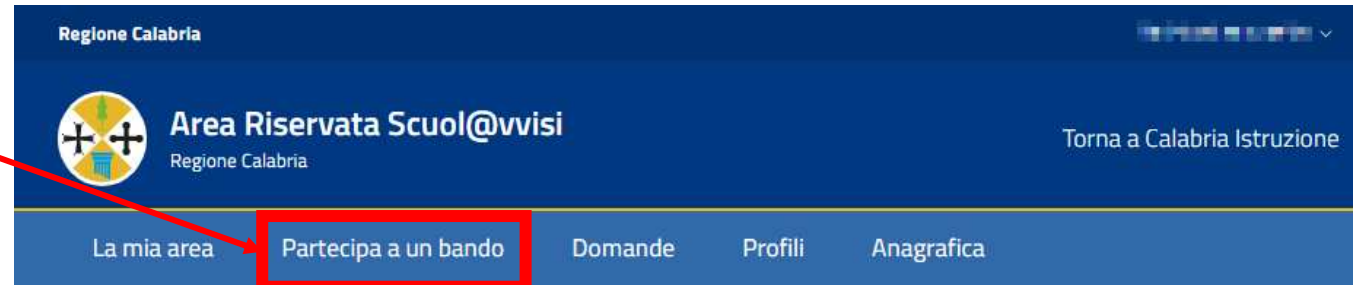 Regione Calabria
Area Riservata Scuol@vvisi
Regione Calabria
Torna a Calabria Istruzione
La mia area Partecipa a un bando Domande Profili Anagrafica